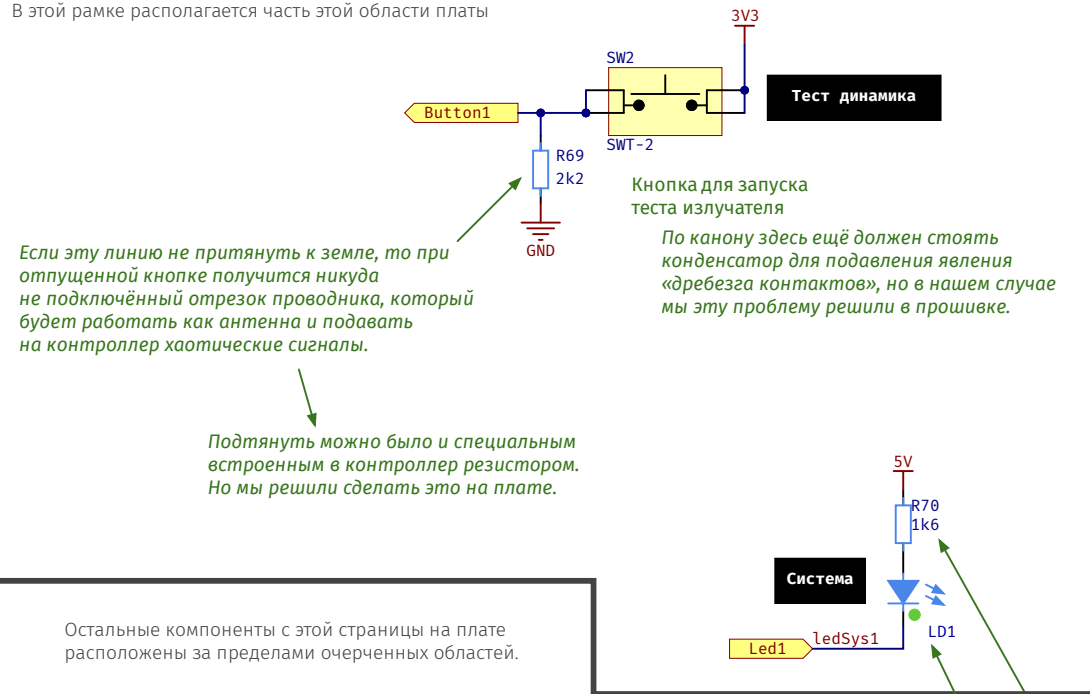 В этой рамке располагается часть этой области платы
3V3
SW2
Тест динамика
Button1
SWT-2
R69
2k2
GND
Кнопка для запуска
теста излучателя
По канону здесь ещё должен стоять
конденсатор для подавления явления
«дребезга контактов», но в нашем случае
мы эту проблему решили в прошивке.
Если эту линию не притянуть к земле, то при
отпущенной кнопке получится никуда
не подключённый отрезок проводника, который
будет работать как антенна и подавать
на контроллер хаотические сигналы.
Подтянуть можно было и специальным
встроенным в контроллер резистором.
Но мы решили сделать это на плате.
5V
R70
1k6
Система
LD1
ledSys1
Led1
Остальные компоненты с этой страницы на плате
расположены за пределами очерченных областей.